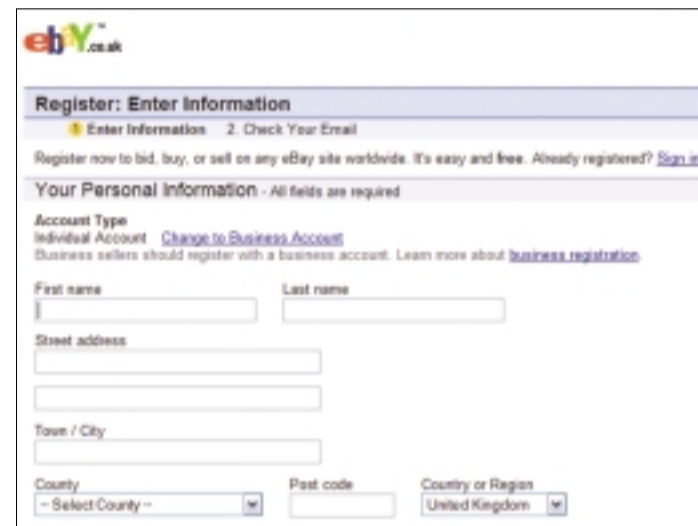 ebY.co.uk
Register: Enter Information
1 Enter Information 2. Check Your Email
Register now to bid, buy, or sell on any eBay site worldwide. It's easy and free. Already registered? Sign in
Your Personal Information - All fields are required
Account Type
Individual Account Change to Business Account
Business sellers should register with a business account. Learn more about business registration.
First name Last name
Street address
Town / City
County Post code Country or Region
-- Select County -- United Kingdom